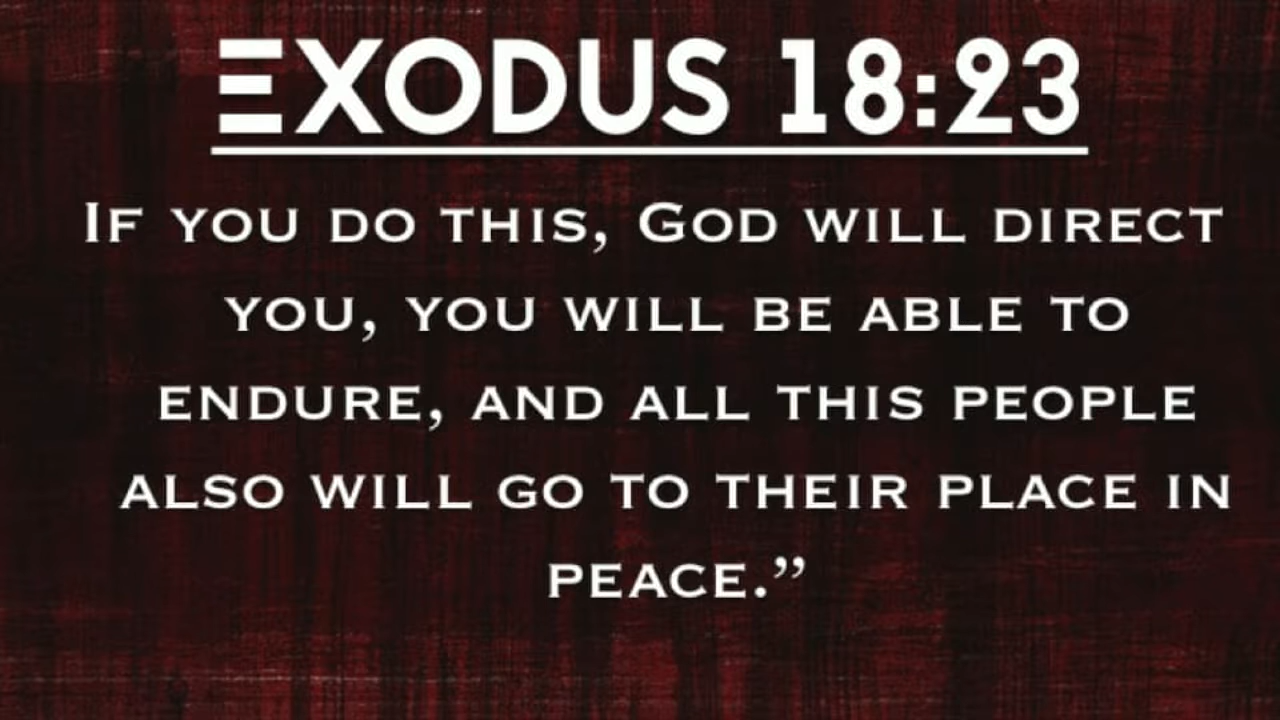 EXODUS 18:23
If you do this, God will direct
you, you will be able to
endure, and all this people
also will go to their place in
peace.”